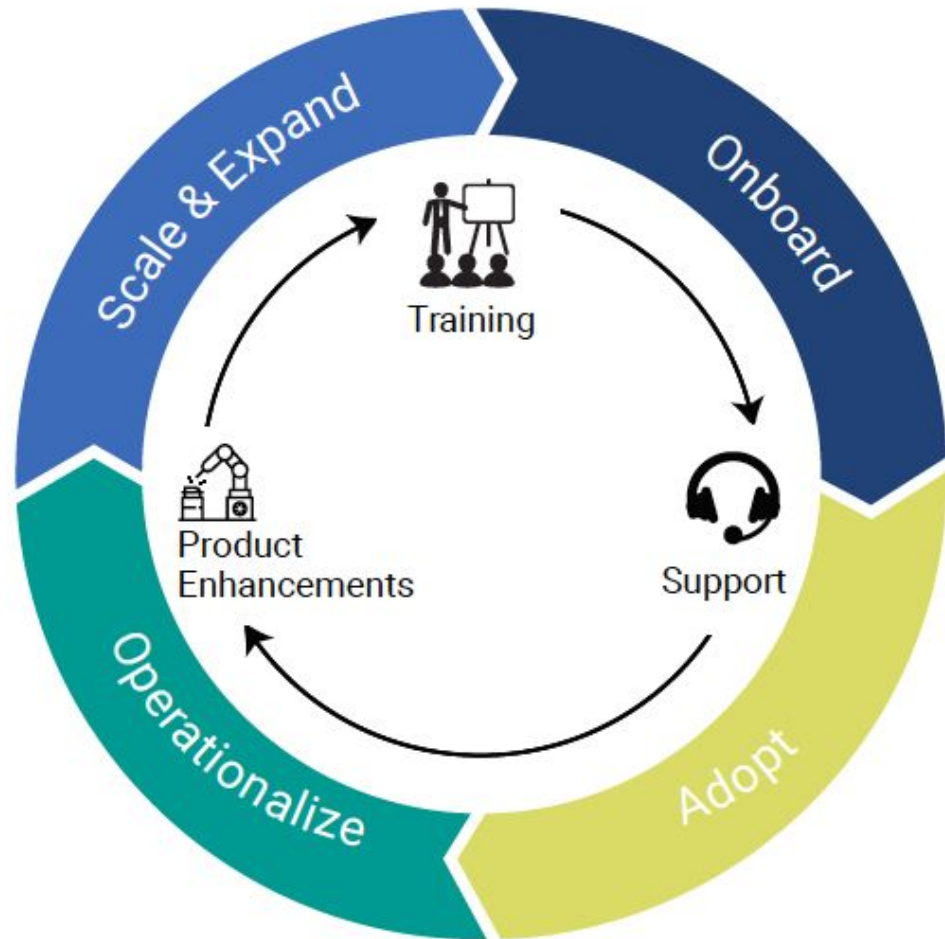 Scale & Expand
Onboard
Training
Product
Enhancements
Support
Operationalize
Adopt